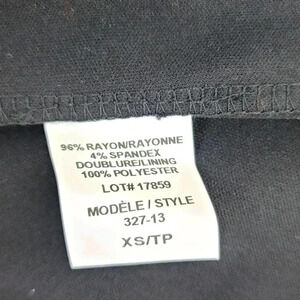 96% RAYON/RAYONNE
4% SPANDEX
DOUBLURE/LINING
100% POLYESTER
LOT# 17859
MODÈLE / STYLE
327-13
XS/TP